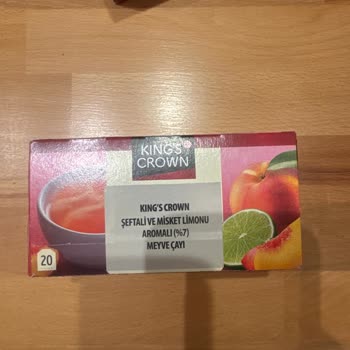 KING'S
CROWN
KING'S CROWN
ŞEFTALİ VE MİSKET LİMONU
AROMALI (%7)
MEYVE ÇAYI
20